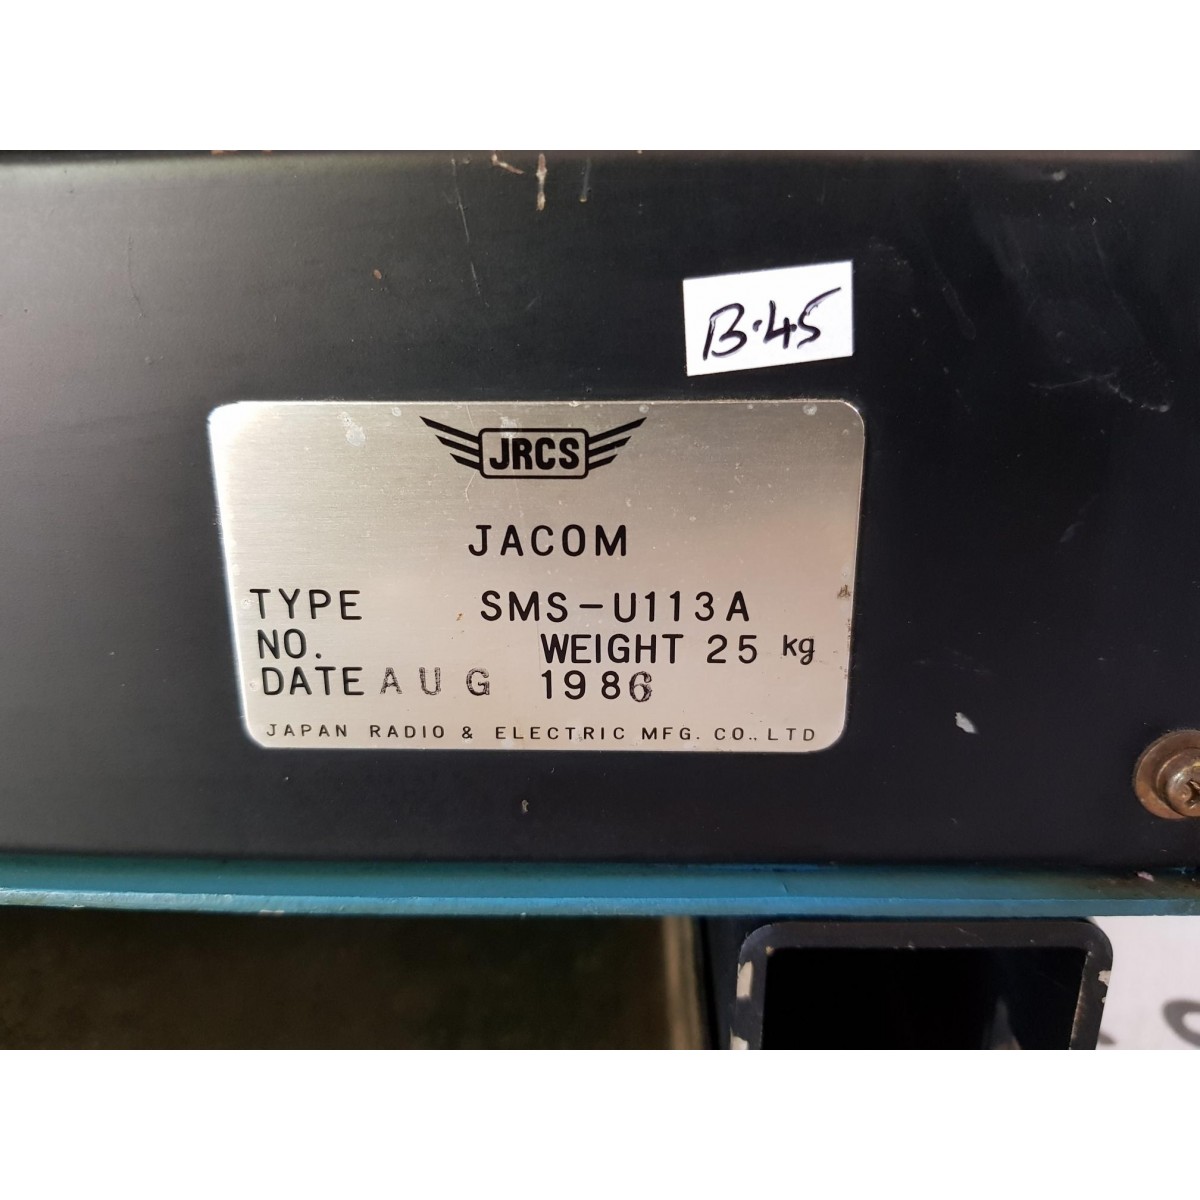 B.45
JRCS
JACOM
TYPE SMS-U113A
NO. WEIGHT 25 kg
DATE AUG 1986
JAPAN RADIO & ELECTRIC MFG. CO., LTD